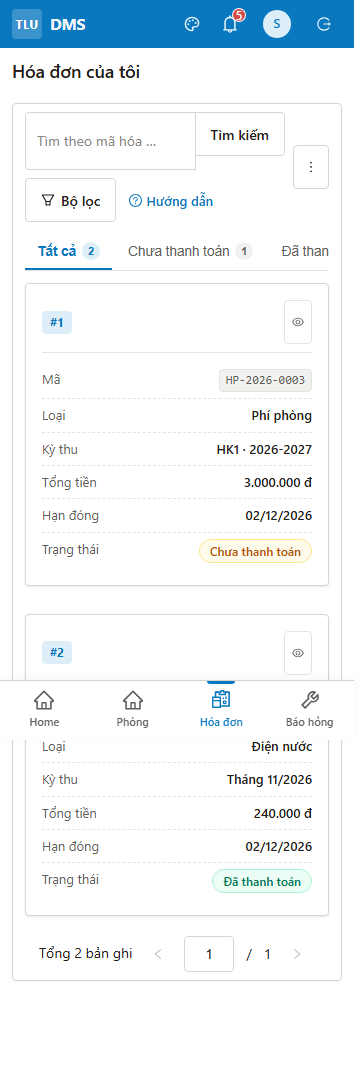 TLU DMS 5 S
Hóa đơn của tôi
Tìm theo mã hóa ... Tìm kiếm
Bộ lọc Hướng dẫn
Tất cả 2 Chưa thanh toán 1 Đã than
#1
Mã HP-2026-0003
Loại Phí phòng
Kỳ thu HK1 · 2026-2027
Tổng tiền 3.000.000 đ
Hạn đóng 02/12/2026
Trạng thái Chưa thanh toán
#2
Home Phòng Hóa đơn Báo hỏng
Loại Điện nước
Kỳ thu Tháng 11/2026
Tổng tiền 240.000 đ
Hạn đóng 02/12/2026
Trạng thái Đã thanh toán
Tổng 2 bản ghi < 1 / 1 >